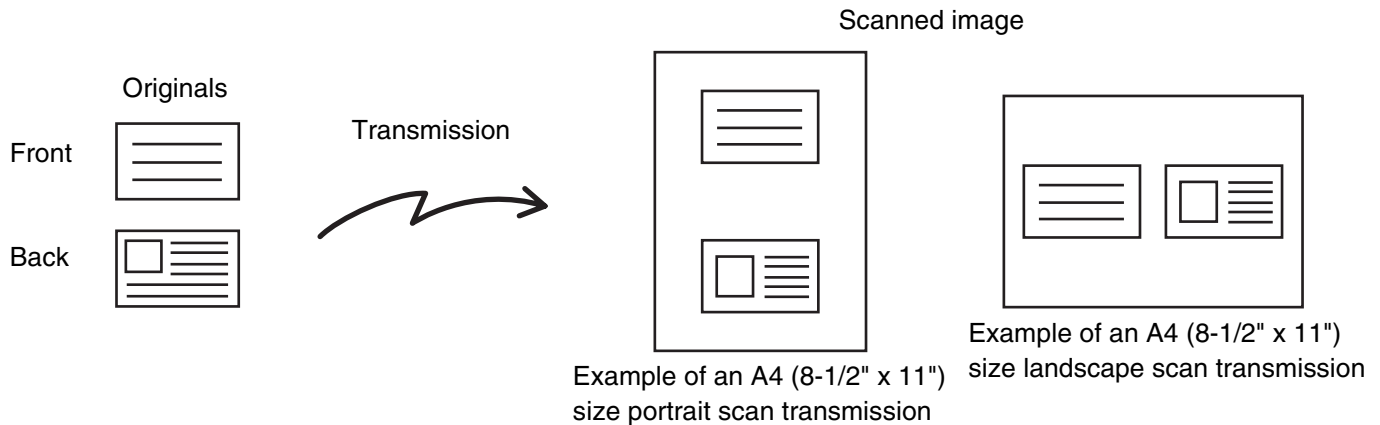 Scanned image
Originals
Transmission
Front
Back
Example of an A4 (8-1/2" x 11")
size portrait scan transmission
Example of an A4 (8-1/2" x 11")
size landscape scan transmission